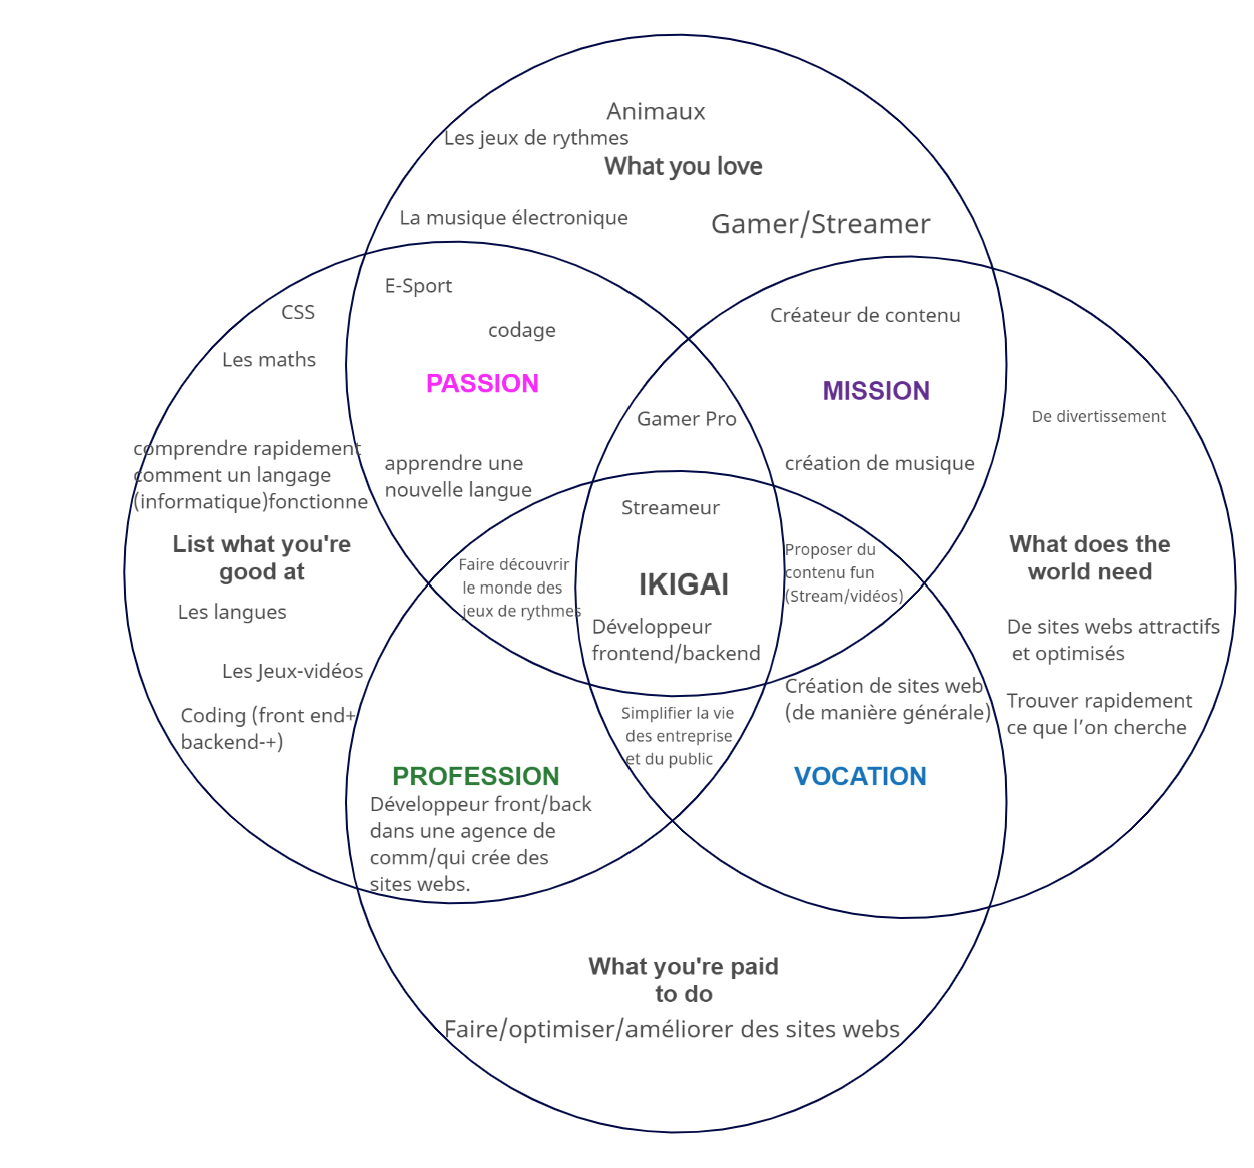 Animaux
Les jeux de rythmes
What you love
La musique électronique
Gamer/Streamer
E-Sport
CSS
codage
Les maths
PASSION
Créateur de contenu
MISSION
Gamer Pro
De divertissement
comprendre rapidement
comment un langage
(informatique)fonctionne
apprendre une
nouvelle langue
création de musique
Streameur
List what you're
good at
Faire découvrir
le monde des
jeux de rythmes
IKIGAI
Proposer du
contenu fun
(Stream/vidéos)
What does the
world need
Les langues
Développeur
frontend/backend
De sites webs attractifs
et optimisés
Les Jeux-vidéos
Création de sites web
(de manière générale)
Trouver rapidement
ce que l’on cherche
Coding (front end+
backend-+)
Simplifier la vie
des entreprise
et du public
PROFESSION
VOCATION
Développeur front/back
dans une agence de
comm/qui crée des
sites webs.
What you're paid
to do
Faire/optimiser/améliorer des sites webs